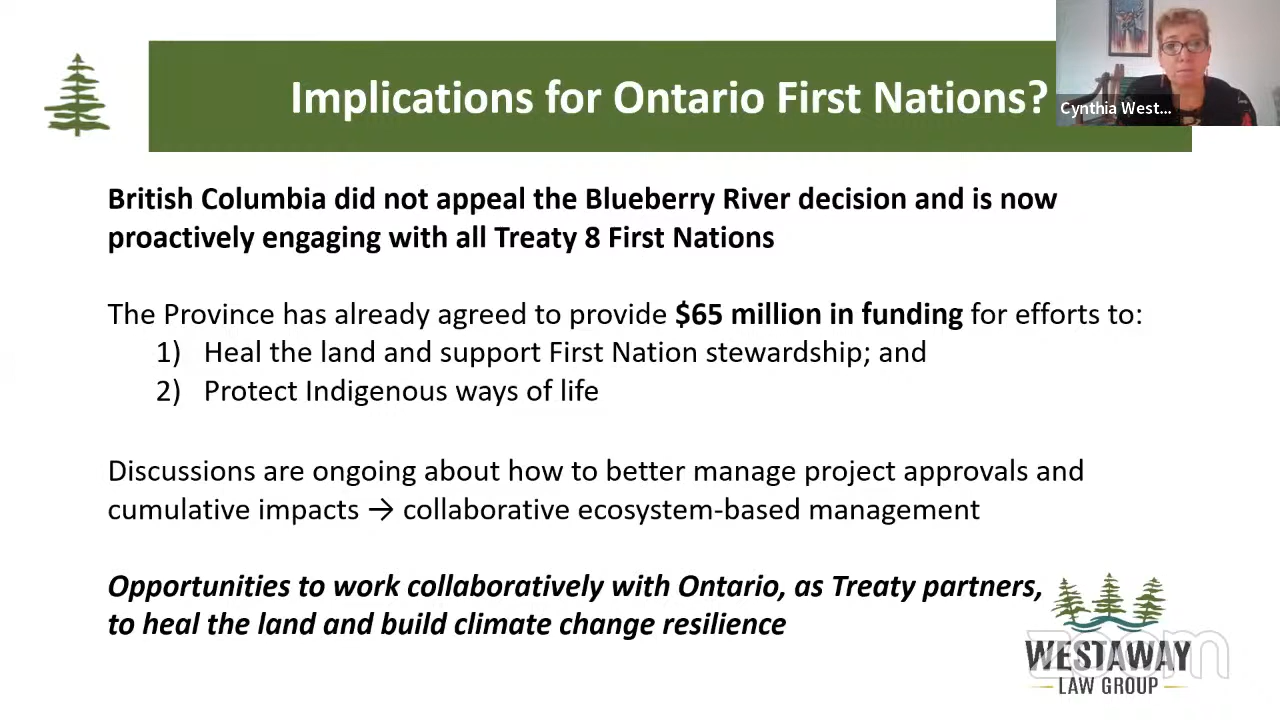 Implications for Ontario First Nations?
Cynthia West...
British Columbia did not appeal the Blueberry River decision and is now
proactively engaging with all Treaty 8 First Nations
The Province has already agreed to provide $65 million in funding for efforts to:
1) Heal the land and support First Nation stewardship; and
2) Protect Indigenous ways of life
Discussions are ongoing about how to better manage project approvals and
cumulative impacts → collaborative ecosystem-based management
Opportunities to work collaboratively with Ontario, as Treaty partners,
to heal the land and build climate change resilience
WESTAWAY
zoom
LAW GROUP